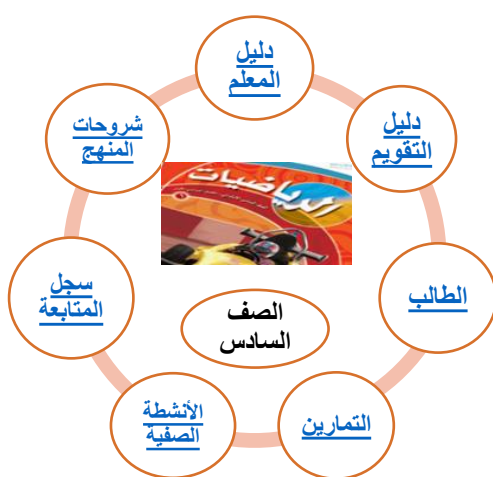 دليل
المعلم
دليل
التقويم
شروحات
المنهج
الرياضيات
الطالب
سجل
المتابعة
الصف
السادس
التمارين
الأنشطة
الصفية